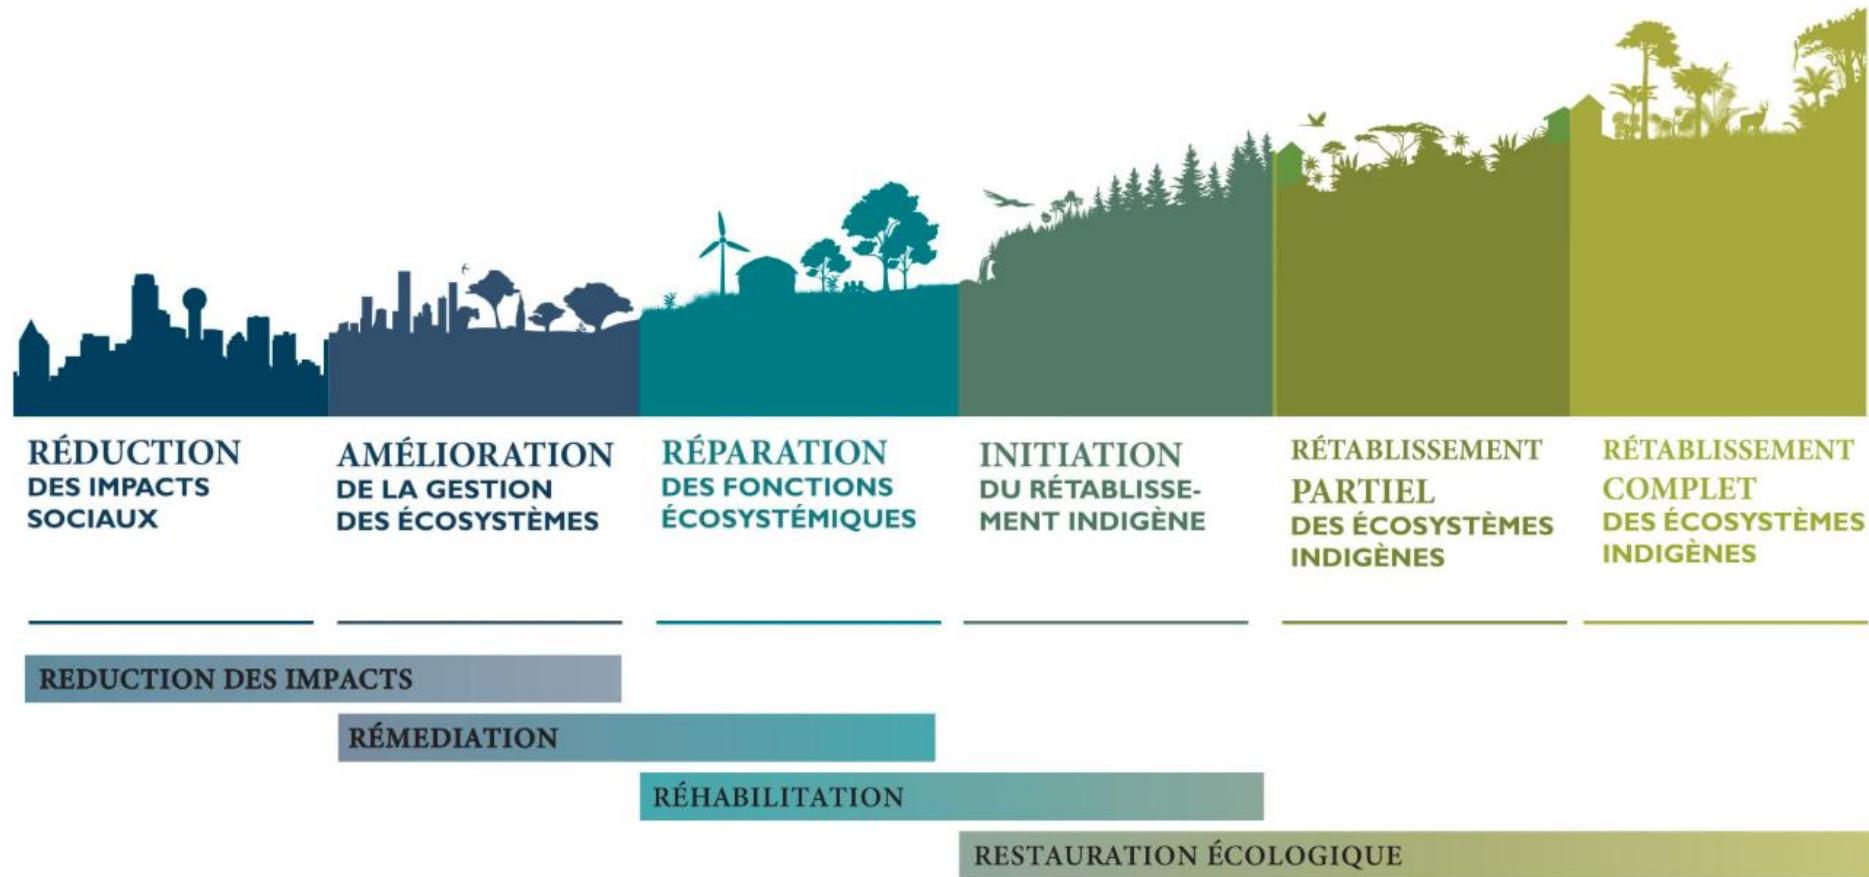 RÉDUCTION
DES IMPACTS
SOCIAUX
AMÉLIORATION
DE LA GESTION
DES ÉCOSYSTÈMES
RÉPARATION
DES FONCTIONS
ÉCOSYSTÉMIQUES
INITIATION
DU RÉTABLISSE-
MENT INDIGÈNE
RÉTABLISSEMENT
PARTIEL
DES ÉCOSYSTÈMES
INDIGÈNES
RÉTABLISSEMENT
COMPLET
DES ÉCOSYSTÈMES
INDIGÈNES
REDUCTION DES IMPACTS
RÉMEDIATION
RÉHABILITATION
RESTAURATION ÉCOLOGIQUE